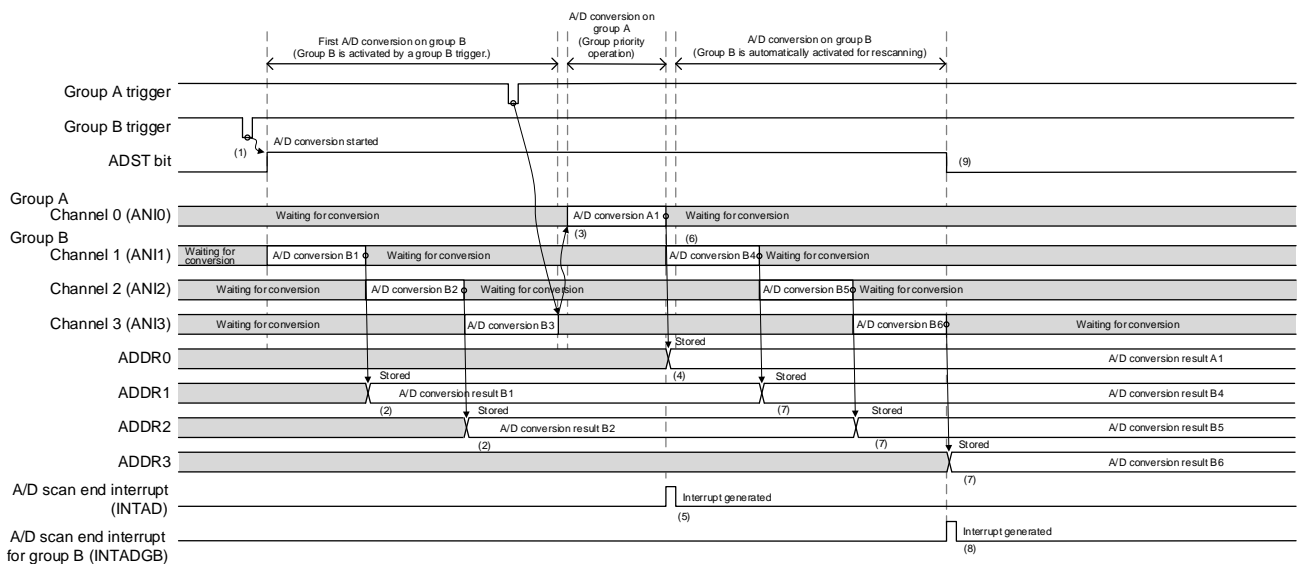 A/D conversion on
group A
(Group priority
operation)
First A/D conversion on group B
(Group B is activated by a group B trigger.)
A/D conversion on group B
(Group B is automatically activated for rescanning)
Group A trigger
Group B trigger
(1)
A/D conversion started
ADST bit
(9)
Group A
Channel 0 (ANI0)
Waiting for conversion
A/D conversion A1
Waiting for conversion
(3)
Group B
(6)
Channel 1 (ANI1)
Waiting for
conversion
A/D conversion B1
Waiting for conversion
A/D conversion B4
Waiting for conversion
Channel 2 (ANI2)
Waiting for conversion
A/D conversion B2
Waiting for conversion
A/D conversion B5
Waiting for conversion
Channel 3 (ANI3)
Waiting for conversion
A/D conversion B3
A/D conversion B6
Waiting for conversion
Stored
ADDR0
A/D conversion result A1
(4)
Stored
Stored
ADDR1
A/D conversion result B1
A/D conversion result B4
(2)
(7)
Stored
Stored
ADDR2
A/D conversion result B2
A/D conversion result B5
(2)
(7)
Stored
ADDR3
A/D conversion result B6
(7)
A/D scan end interrupt
(INTAD)
Interrupt generated
(5)
A/D scan end interrupt
for group B (INTADGB)
Interrupt generated
(8)